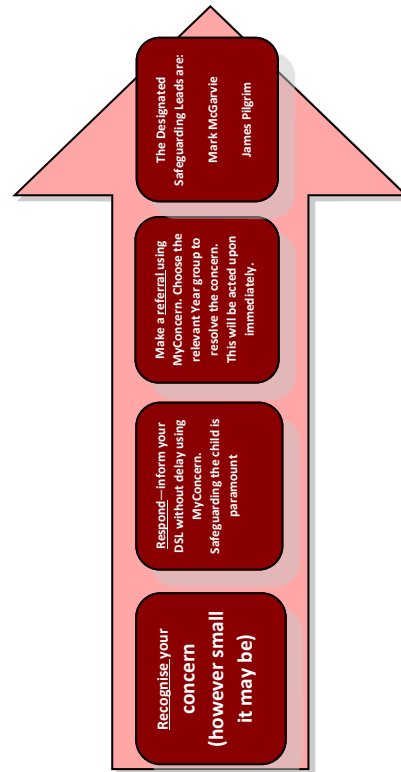 Recognise your
concern
(however small
it may be)
Respond—inform your
DSL without delay using
MyConcern.
Safeguarding the child is
paramount
Make a referral using
MyConcern. Choose the
relevant Year group to
resolve the concern.
This will be acted upon
immediately.
The Designated
Safeguarding Leads are:
Mark McGarvie
James Pilgrim